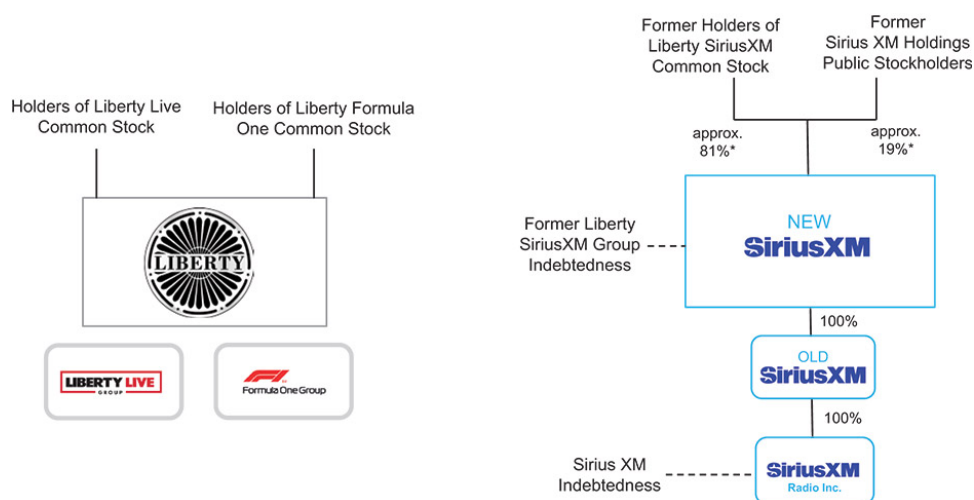 Holders of Liberty Live
Common Stock
Holders of Liberty Formula
One Common Stock
LIBERTY
LIBERTY LIVE
GROUP
F1
Formula One Group
Former Holders of
Liberty SiriusXM
Common Stock
Former
Sirius XM Holdings
Public Stockholders
approx.
81%*
approx.
19%*
Former Liberty
SiriusXM Group
Indebtedness
NEW
SiriusXM
100%
OLD
SiriusXM
100%
Sirius XM
Indebtedness
SiriusXM
Radio Inc.